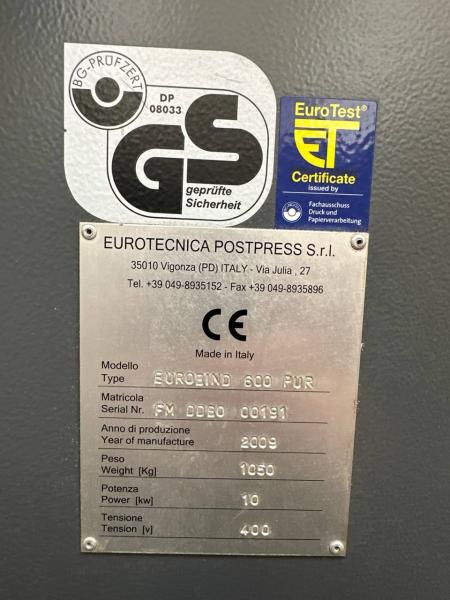 BG-PRÜFZERT
DP
08033
GS
geprüfte
Sicherheit
EuroTest®
ET
Certificate
issued by
Fachausschuss
Druck und
Papierverarbeitung
EUROTECNICA POSTPRESS S.r.l.
35010 Vigonza (PD) ITALY - Via Julia , 27
Tel. +39 049-8935152 - Fax +39 049-8935896
CE
Made in Italy
Modello
Type EUROBIND 600 PUR
Matricola
Serial Nr. FM DD80 00191
Anno di produzione
Year of manufacture 2009
Peso
Weight [Kg] 1050
Potenza
Power [kw] 10
Tensione
Tension [v] 400